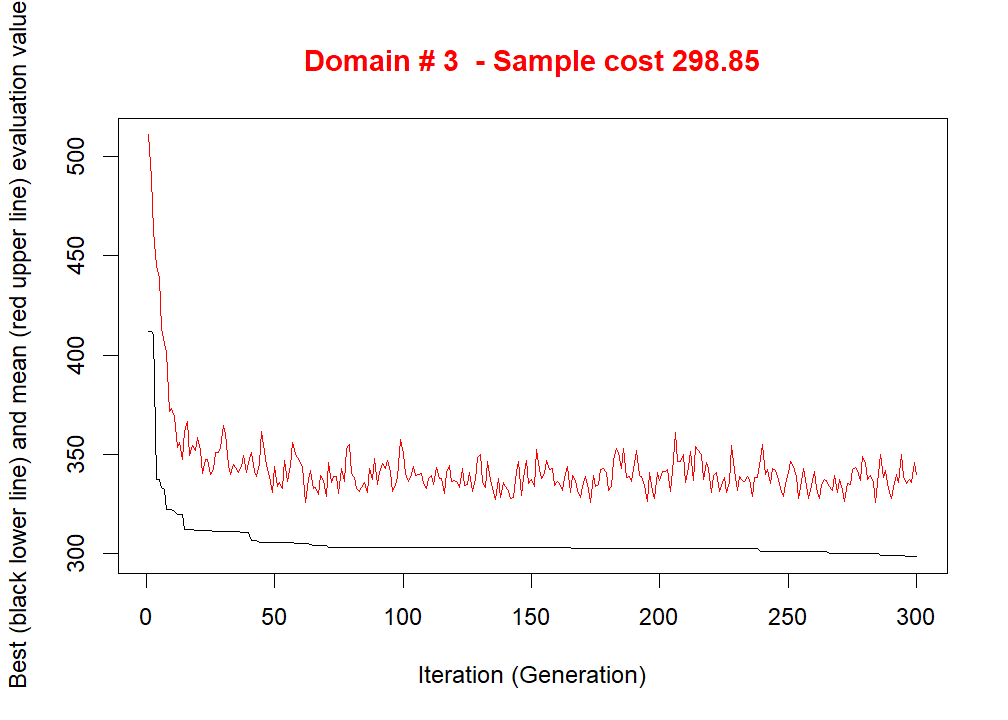 Domain # 3  - Sample cost 298.85
Best (black lower line) and mean (red upper line) evaluation value
500
450
400
350
300
0 50 100 150 200 250 300
Iteration (Generation)